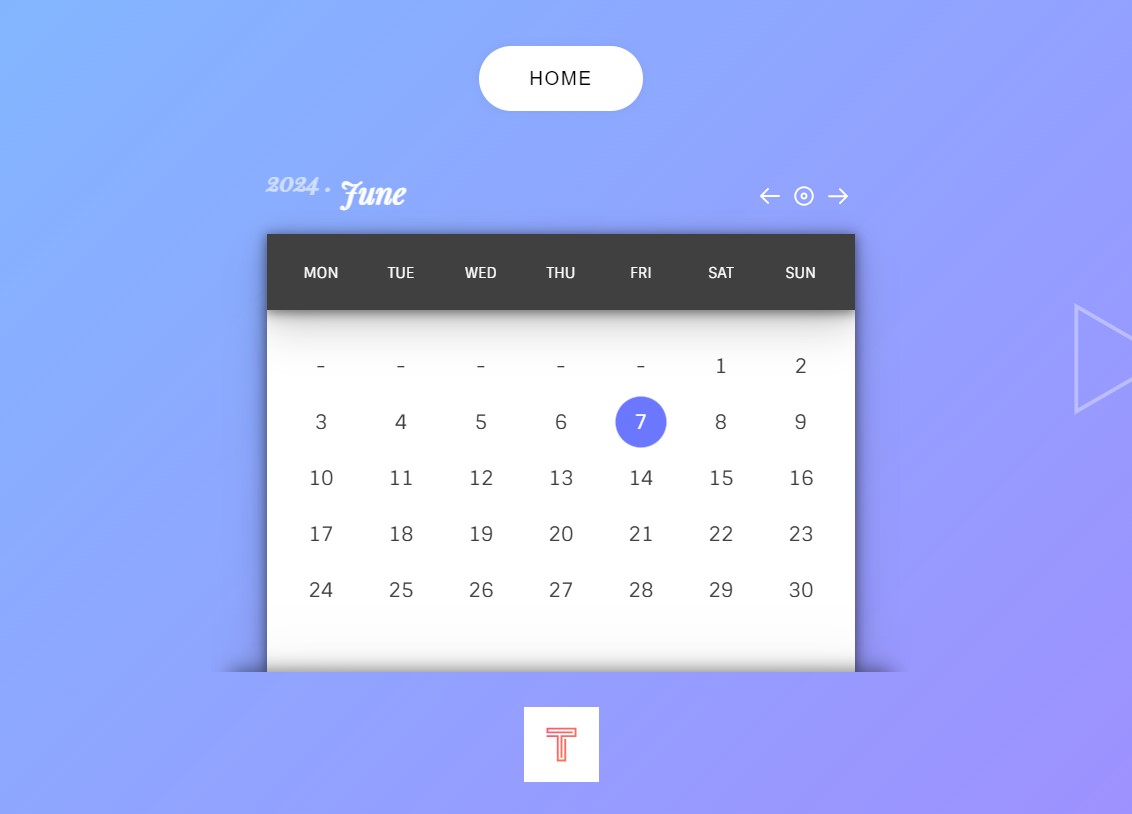 HOME
2024 . June
MON TUE WED THU FRI SAT SUN
- - - - - 1 2
3 4 5 6 7 8 9
10 11 12 13 14 15 16
17 18 19 20 21 22 23
24 25 26 27 28 29 30
T